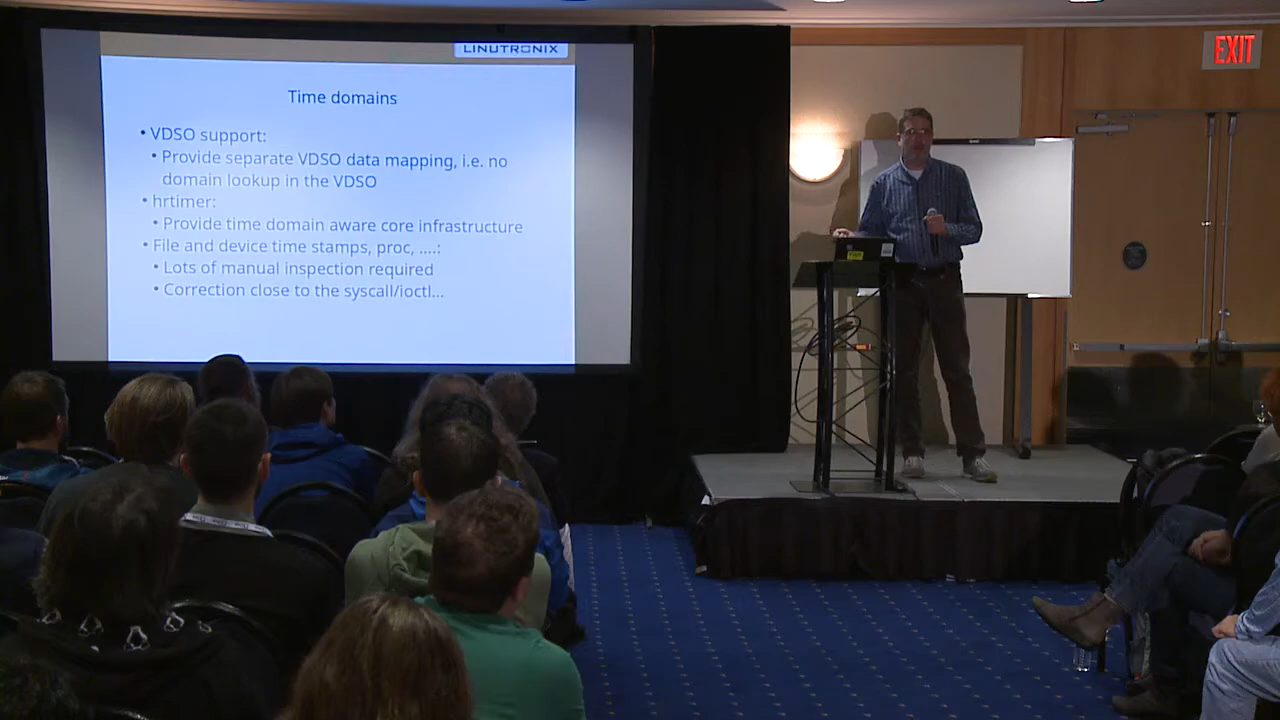 LINUTRONIX
Time domains
• VDSO support:
• Provide separate VDSO data mapping, i.e. no
domain lookup in the VDSO
• hrtimer:
• Provide time domain aware core infrastructure
• File and device time stamps, proc, ....:
• Lots of manual inspection required
• Correction close to the syscall/ioctl...
EXIT